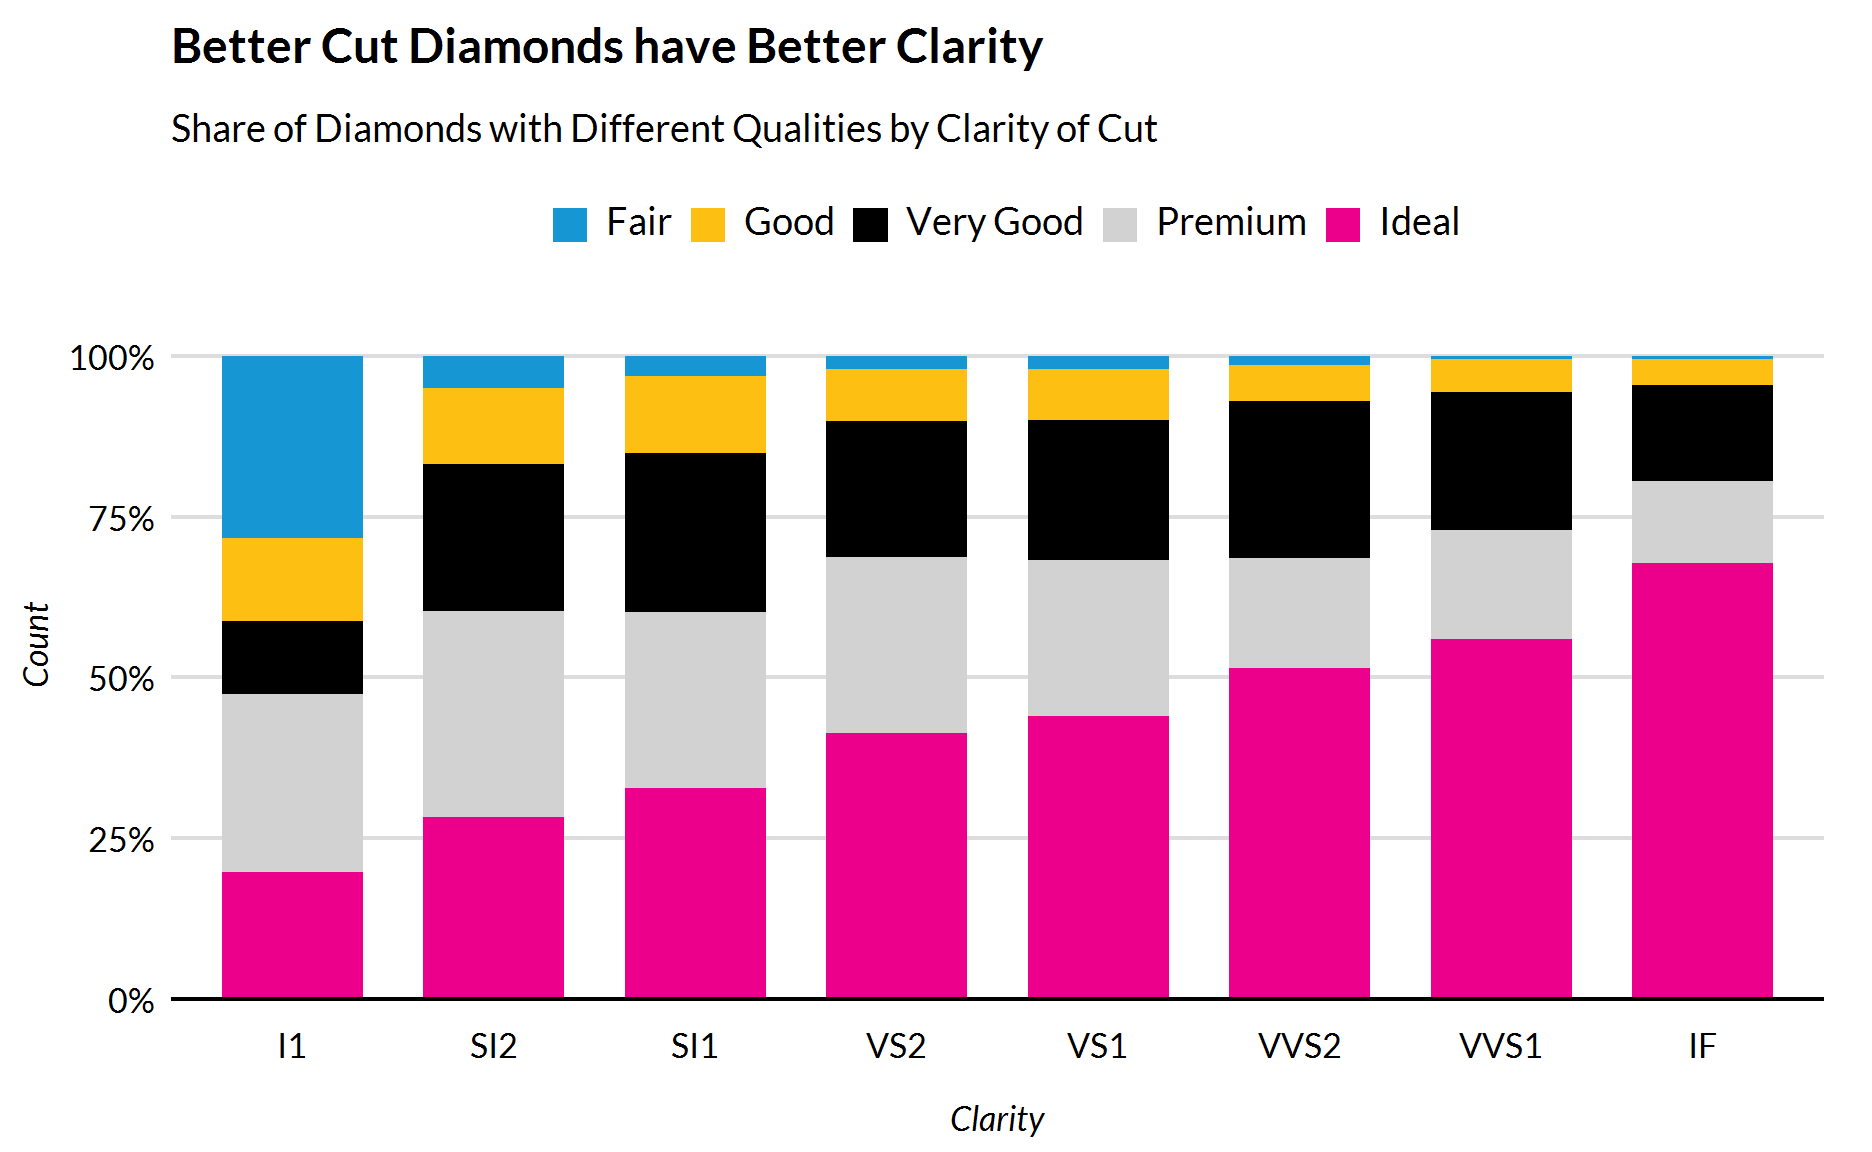 Better Cut Diamonds have Better Clarity
Share of Diamonds with Different Qualities by Clarity of Cut
Fair Good Very Good Premium Ideal
100%
75%
50%
25%
0%
Count
I1 SI2 SI1 VS2 VS1 VVS2 VVS1 IF
Clarity